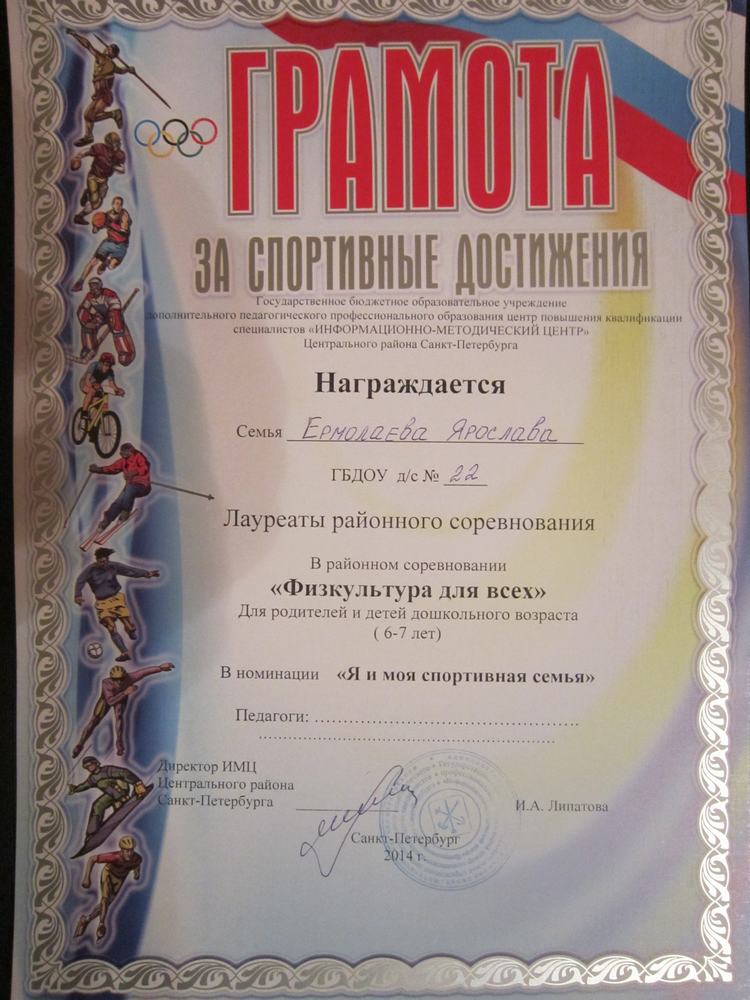 ГРАМОТА
ЗА СПОРТИВНЫЕ ДОСТИЖЕНИЯ
Государственное бюджетное образовательное учреждение
дополнительного педагогического профессионального образования центр повышения квалификации
специалистов «ИНФОРМАЦИОННО-МЕТОДИЧЕСКИЙ ЦЕНТР»
Центрального района Санкт-Петербурга
Награждается
Семья Ермолаева Ярослава
ГБДОУ д/с № 22
Лауреаты районного соревнования
В районном соревновании
«Физкультура для всех»
Для родителей и детей дошкольного возраста
( 6-7 лет)
В номинации «Я и моя спортивная семья»
Педагоги: ..............................................
....................................................
Директор ИМЦ
Центрального района
Санкт-Петербурга И.А. Липатова
Санкт-Петербург
2014 г.